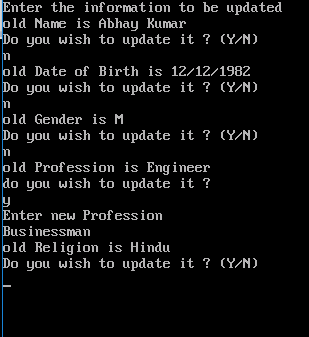 Enter the information to be updated
old Name is Abhay Kumar
Do you wish to update it ? (Y/N)
n
old Date of Birth is 12/12/1982
Do you wish to update it ? (Y/N)
n
old Gender is M
Do you wish to update it ? (Y/N)
n
old Profession is Engineer
do you wish to update it ?
y
Enter new Profession
Businessman
old Religion is Hindu
Do you wish to update it ? (Y/N)
_